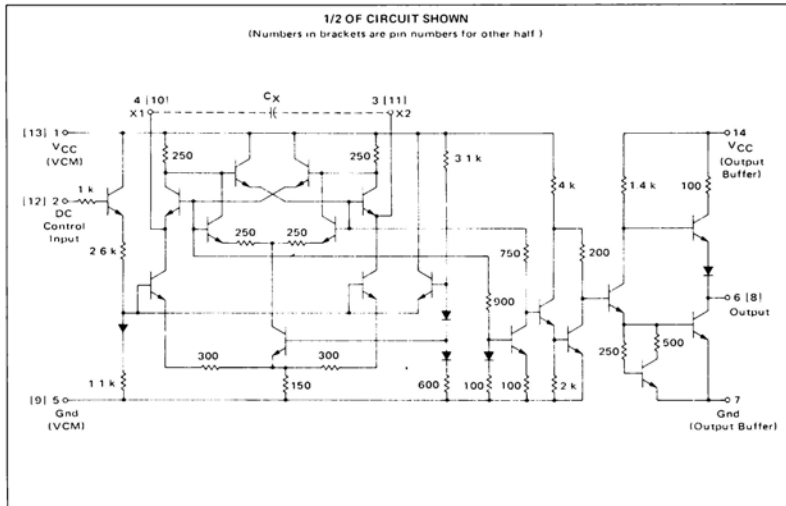 1/2 OF CIRCUIT SHOWN
(Numbers in brackets are pin numbers for other half)
4 [10]
CX
3 [11]
X1
X2
[13] 1
VCC
(VCM)
14
VCC
(Output
Buffer)
250
250
3.1 k
4 k
1.4 k
100
[12] 2
DC
Control
Input
1 k
2.6 k
250
250
750
200
900
6 [8]
Output
300
300
250
500
1.1 k
150
600
100
100
2 k
[9] 5
Gnd
(VCM)
7
Gnd
(Output Buffer)